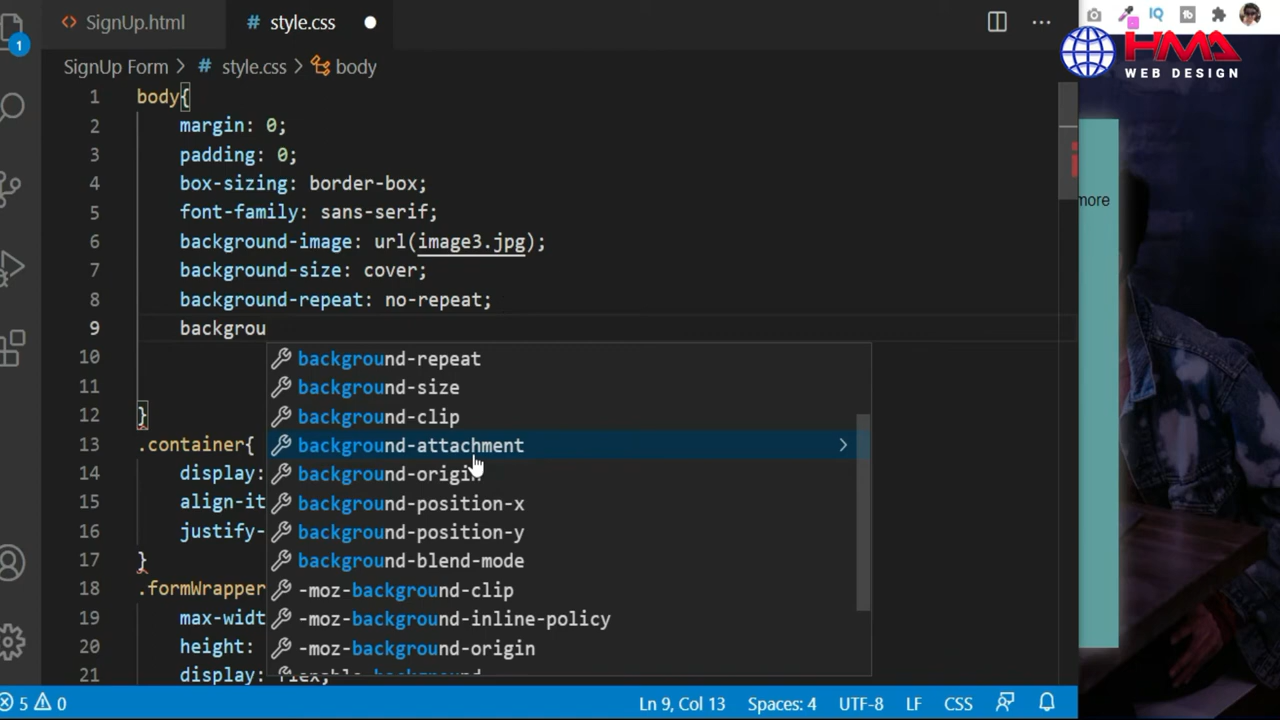 SignUp.html
# style.css
HMA
WEB DESIGN
SignUp Form > # style.css > body
1 body{
2 margin: 0;
3 padding: 0;
4 box-sizing: border-box;
5 font-family: sans-serif;
6 background-image: url(image3.jpg);
7 background-size: cover;
8 background-repeat: no-repeat;
9 backgrou
10 background-repeat
11 background-size
12 } background-clip
13 .container{ background-attachment
14 display: background-origin
15 align-it background-position-x
16 justify- background-position-y
17 } background-blend-mode
18 .formWrapper -moz-background-clip
19 max-widt -moz-background-inline-policy
20 height: -moz-background-origin
21 display: flex;
more
1
5 0
Ln 9, Col 13 Spaces: 4 UTF-8 LF CSS